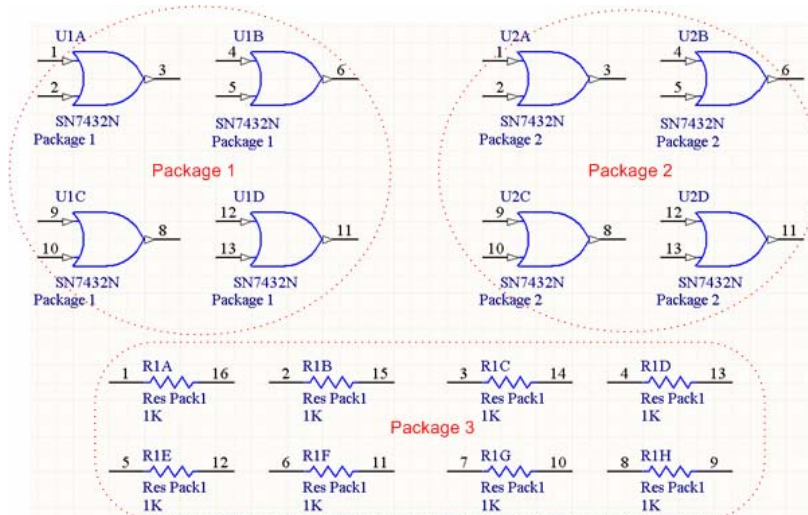 U1A
1
2
3
SN7432N
Package 1
U1B
4
5
6
SN7432N
Package 1
U2A
1
2
3
SN7432N
Package 2
U2B
4
5
6
SN7432N
Package 2
Package 1
Package 2
U1C
9
10
8
SN7432N
Package 1
U1D
12
13
11
SN7432N
Package 1
U2C
9
10
8
SN7432N
Package 2
U2D
12
13
11
SN7432N
Package 2
R1A
1 16
Res Pack1
1K
R1B
2 15
Res Pack1
1K
R1C
3 14
Res Pack1
1K
R1D
4 13
Res Pack1
1K
Package 3
R1E
5 12
Res Pack1
1K
R1F
6 11
Res Pack1
1K
R1G
7 10
Res Pack1
1K
R1H
8 9
Res Pack1
1K